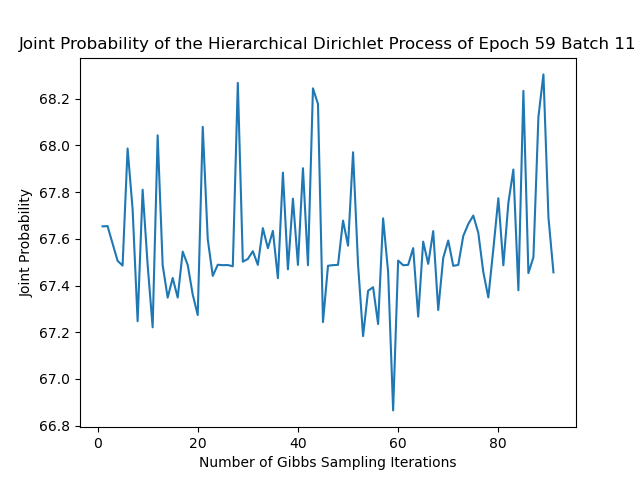 Joint Probability of the Hierarchical Dirichlet Process of Epoch 59 Batch 11
68.2
68.0
67.8
67.6
67.4
67.2
67.0
66.8
Joint Probability
0 20 40 60 80
Number of Gibbs Sampling Iterations